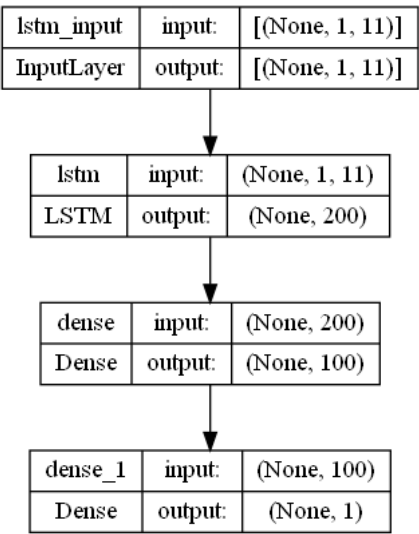 lstm_input input: [(None, 1, 11)]
InputLayer output: [(None, 1, 11)]
lstm input: (None, 1, 11)
LSTM output: (None, 200)
dense input: (None, 200)
Dense output: (None, 100)
dense_1 input: (None, 100)
Dense output: (None, 1)